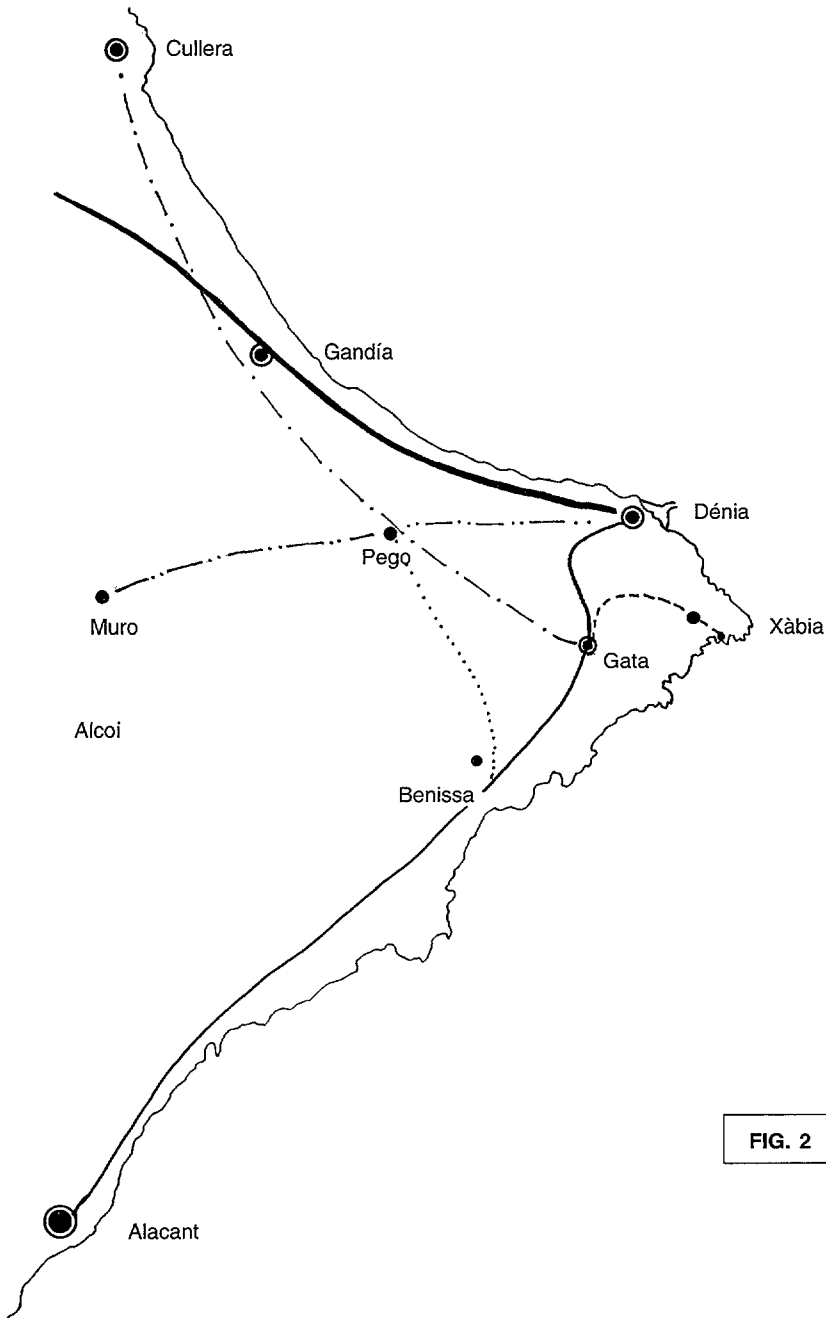 Cullera
Gandía
Dénia
Pego
Muro
Xàbia
Gata
Alcoi
Benissa
FIG. 2
Alacant